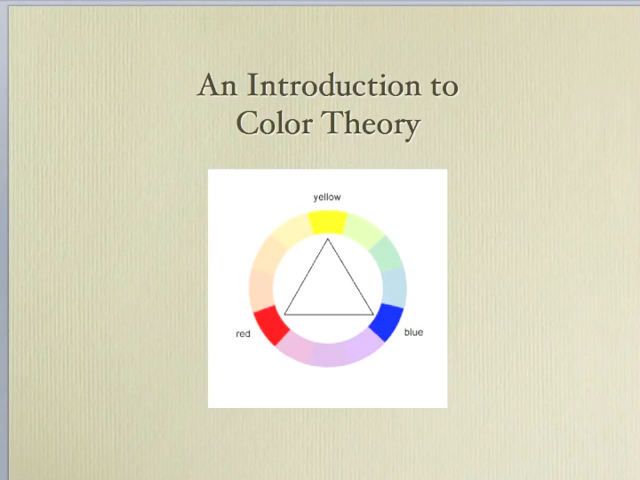 An Introduction to
Color Theory
yellow
red
blue